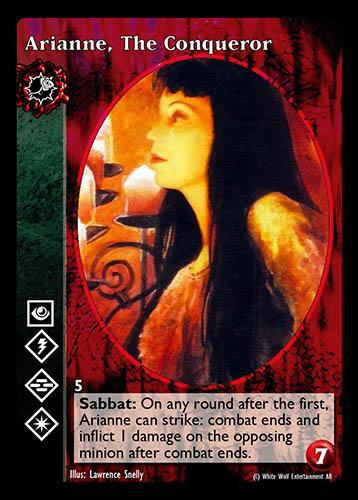 Arianne, The Conqueror
5
Sabbat: On any round after the first,
Arianne can strike: combat ends and
inflict 1 damage on the opposing
minion after combat ends.
7
Illus: Lawrence Snelly
(C) White Wolf Entertainment AB